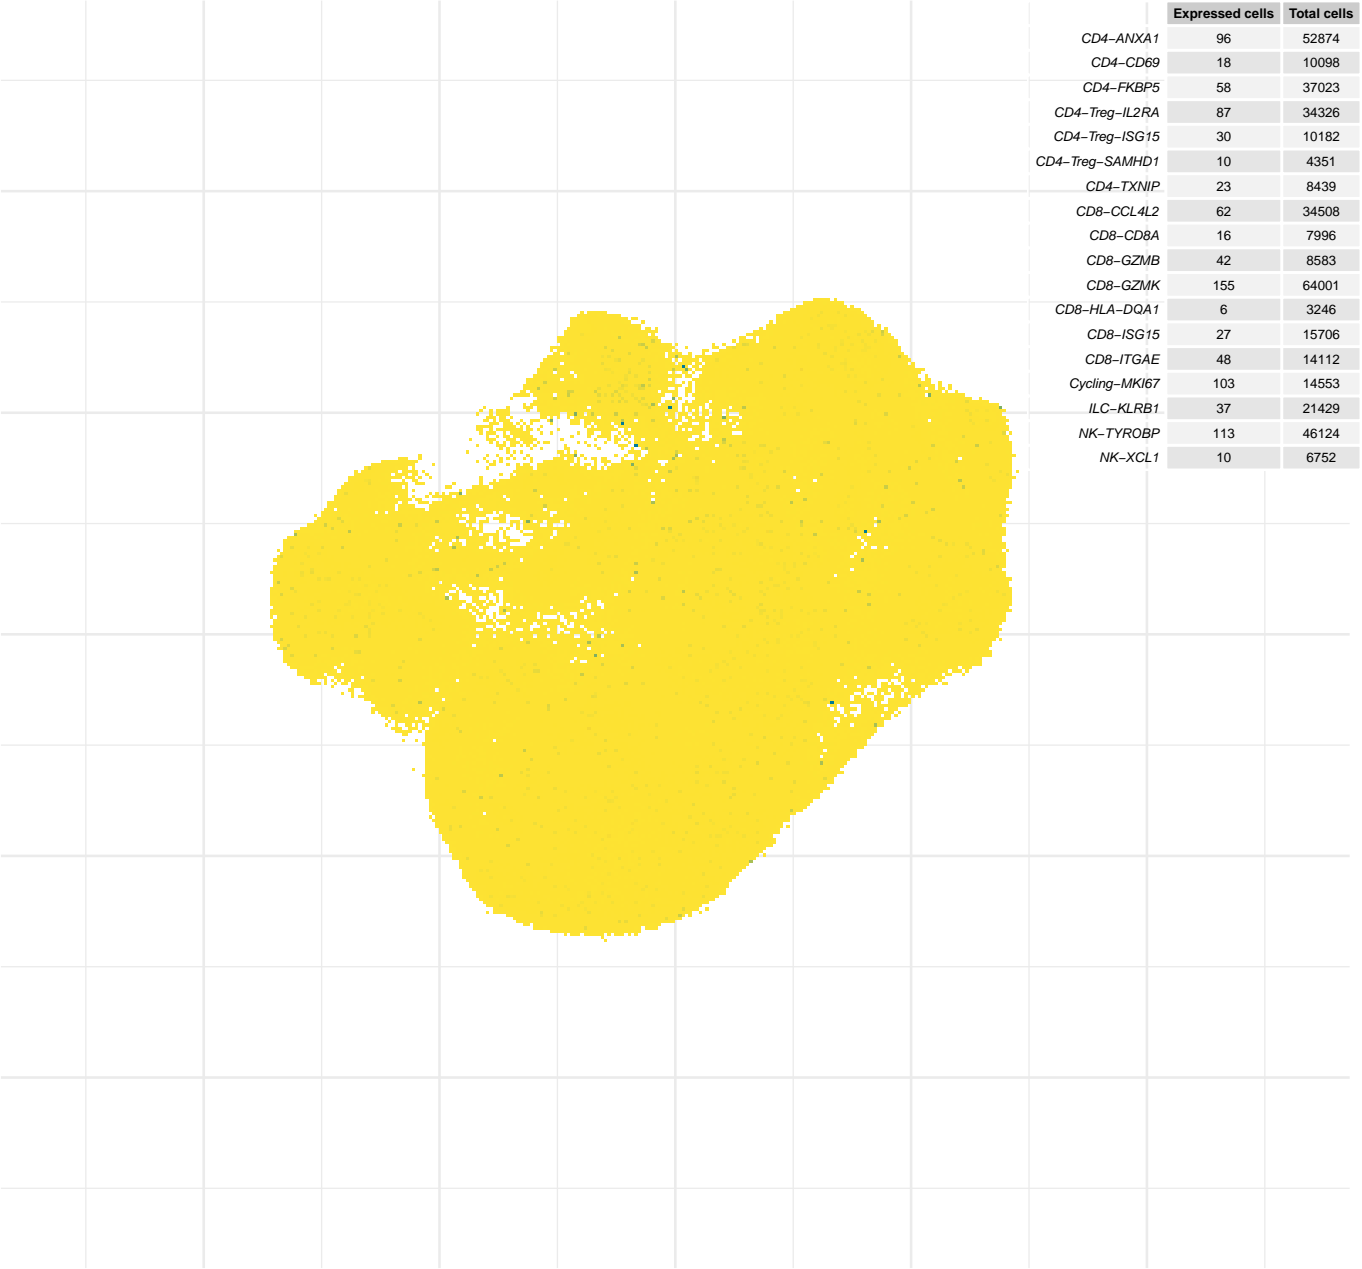 Expressed cells Total cells
CD4−ANXA1 96 52874
CD4−CD69 18 10098
CD4−FKBP5 58 37023
CD4−Treg−IL2RA 87 34326
CD4−Treg−ISG15 30 10182
CD4−Treg−SAMHD1 10 4351
CD4−TXNIP 23 8439
CD8−CCL4L2 62 34508
CD8−CD8A 16 7996
CD8−GZMB 42 8583
CD8−GZMK 155 64001
CD8−HLA−DQA1 6 3246
CD8−ISG15 27 15706
CD8−ITGAE 48 14112
Cycling−MKI67 103 14553
ILC−KLRB1 37 21429
NK−TYROBP 113 46124
NK−XCL1 10 6752